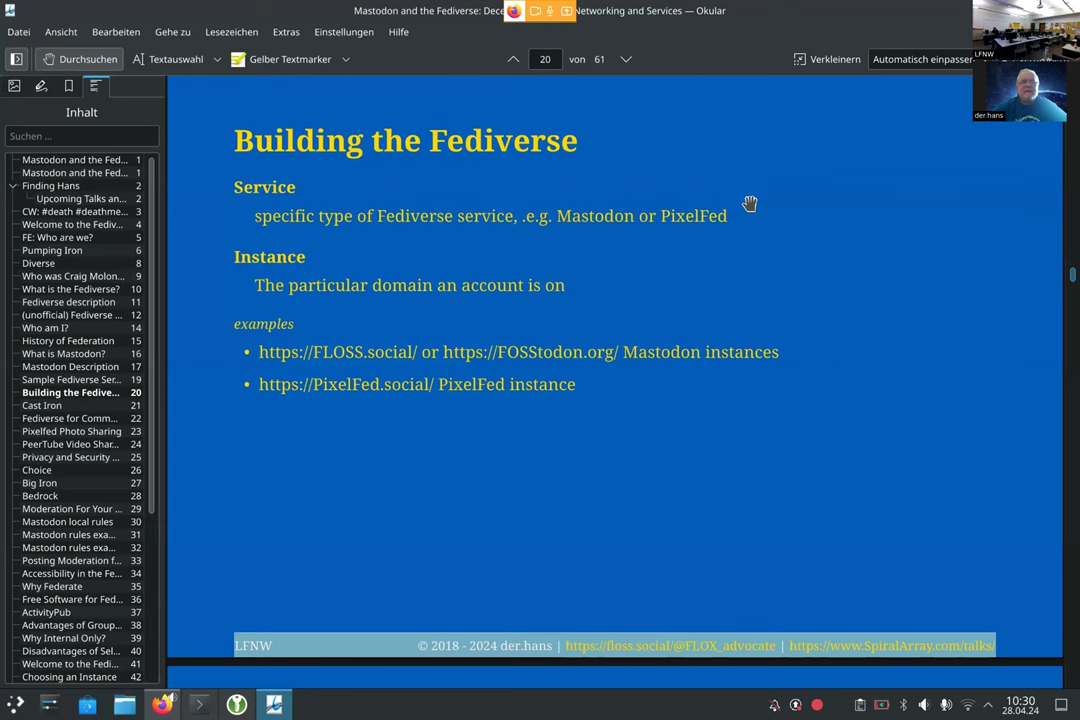 Mastodon and the Fediverse: Dece
Networking and Services — Okular
Datei Ansicht Bearbeiten Gehe zu Lesezeichen Extras Einstellungen Hilfe
Durchsuchen Textauswahl Gelber Textmarker 20 von 61 Verkleinern Automatisch einpassen
LFNW
der.hans
Inhalt
Suchen ...
Mastodon and the Fed... 1
Mastodon and the Fed... 1
Finding Hans 2
Upcoming Talks an... 2
CW: #death #deathme... 3
Welcome to the Fediv... 4
FE: Who are we? 5
Pumping Iron 6
Diverse 8
Who was Craig Molon... 9
What is the Fediverse? 10
Fediverse description 11
(unofficial) Fediverse ... 12
Who am I? 14
History of Federation 15
What is Mastodon? 16
Mastodon Description 17
Sample Fediverse Ser... 19
Building the Fedive... 20
Cast Iron 21
Fediverse for Comm... 22
Pixelfed Photo Sharing 23
PeerTube Video Shar... 24
Privacy and Security ... 25
Choice 26
Big Iron 27
Bedrock 28
Moderation For Your ... 29
Mastodon local rules 30
Mastodon rules exa... 31
Mastodon rules exa... 32
Posting Moderation f... 33
Accessibility in the Fe... 34
Why Federate 35
Free Software for Fed... 36
ActivityPub 37
Advantages of Group... 38
Why Internal Only? 39
Disadvantages of Sel... 40
Welcome to the Fedi... 41
Choosing an Instance 42
Building the Fediverse
Service
specific type of Fediverse service, .e.g. Mastodon or PixelFed
Instance
The particular domain an account is on
examples
• https://FLOSS.social/ or https://FOSStodon.org/ Mastodon instances
• https://PixelFed.social/ PixelFed instance
LFNW © 2018 - 2024 der.hans | https://floss.social/@FLOX_advocate | https://www.SpiralArray.com/talks/
10:30
28.04.24